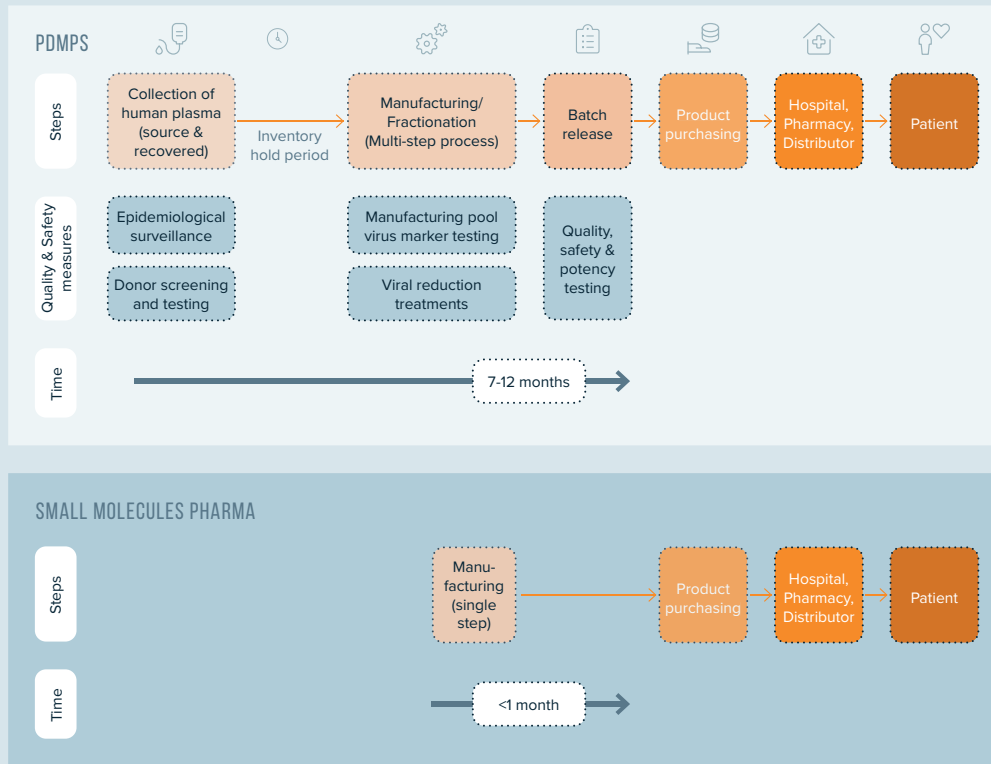 PDMPS
Steps
Collection of
human plasma
(source &
recovered)
Inventory
hold period
Manufacturing/
Fractionation
(Multi-step process)
Batch
release
Product
purchasing
Hospital,
Pharmacy,
Distributor
Patient
Quality & Safety
measures
Epidemiological
surveillance
Donor screening
and testing
Manufacturing pool
virus marker testing
Viral reduction
treatments
Quality,
safety &
potency
testing
Time
7-12 months
SMALL MOLECULES PHARMA
Steps
Manu-
facturing
(single
step)
Product
purchasing
Hospital,
Pharmacy,
Distributor
Patient
Time
<1 month